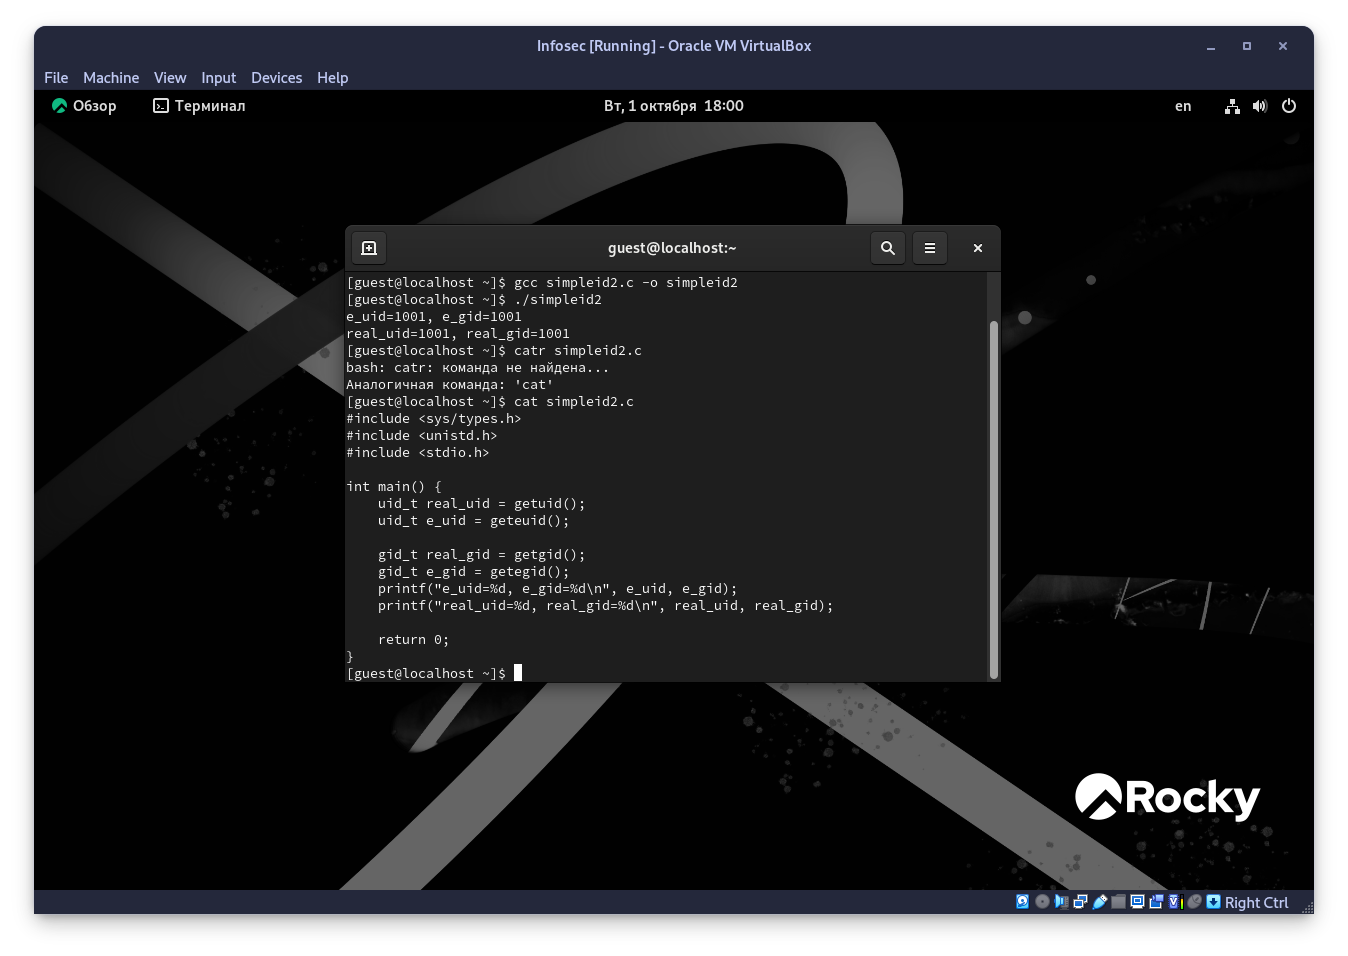 Infosec [Running] - Oracle VM VirtualBox
File Machine View Input Devices Help
Обзор Терминал Вт, 1 октября 18:00 en
guest@localhost:~
[guest@localhost ~]$ gcc simpleid2.c -o simpleid2
[guest@localhost ~]$ ./simpleid2
e_uid=1001, e_gid=1001
real_uid=1001, real_gid=1001
[guest@localhost ~]$ catr simpleid2.c
bash: catr: команда не найдена...
Аналогичная команда: 'cat'
[guest@localhost ~]$ cat simpleid2.c
#include <sys/types.h>
#include <unistd.h>
#include <stdio.h>
int main() {
    uid_t real_uid = getuid();
    uid_t e_uid = geteuid();
    gid_t real_gid = getgid();
    gid_t e_gid = getegid();
    printf("e_uid=%d, e_gid=%d\n", e_uid, e_gid);
    printf("real_uid=%d, real_gid=%d\n", real_uid, real_gid);
    return 0;
}
[guest@localhost ~]$
Rocky
Right Ctrl